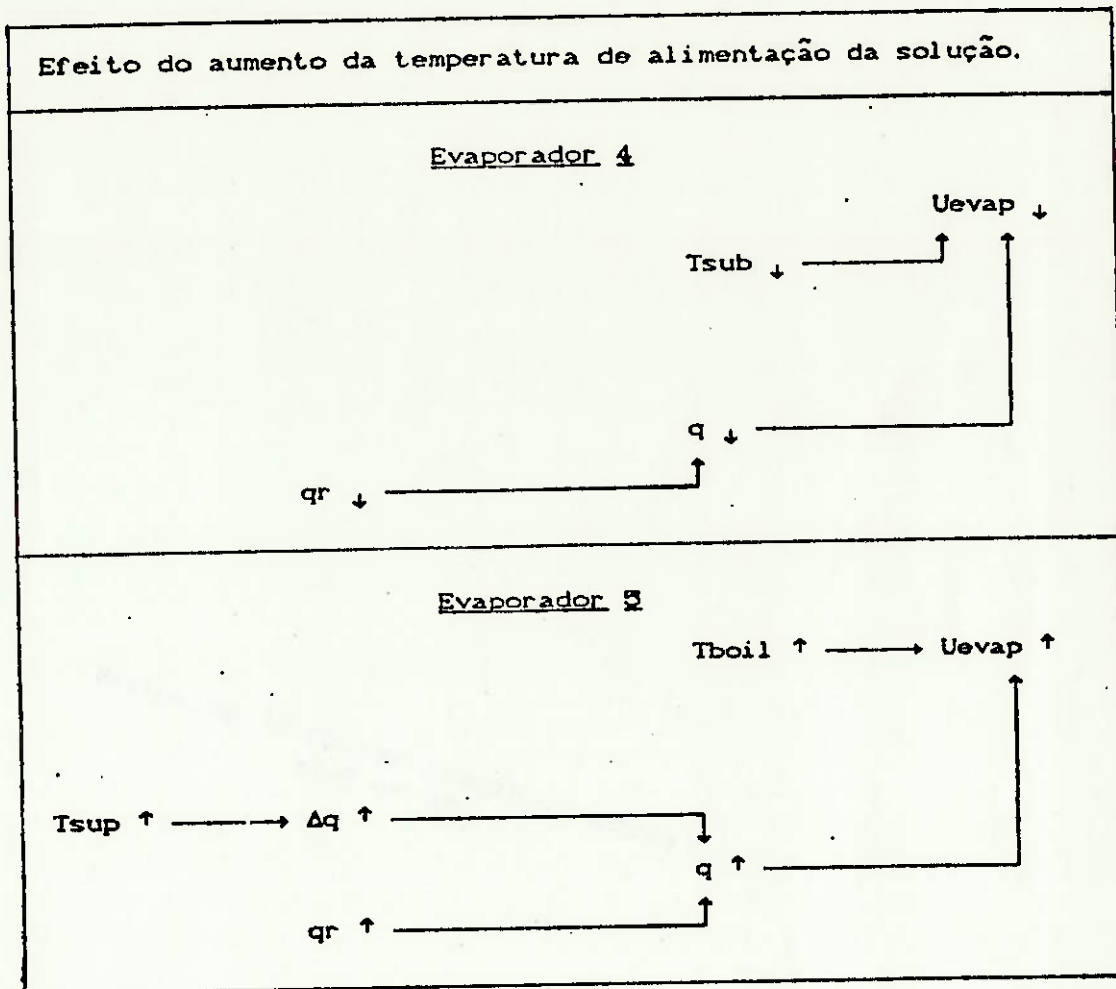 Efeito do aumento da temperatura de alimentação da solução.
Evaporador 4
Uevap ↓
Tsub ↓
q ↓
qr ↓
Evaporador 5
Tboil ↑ → Uevap ↑
Tsup ↑ → Δq ↑
q ↑
qr ↑